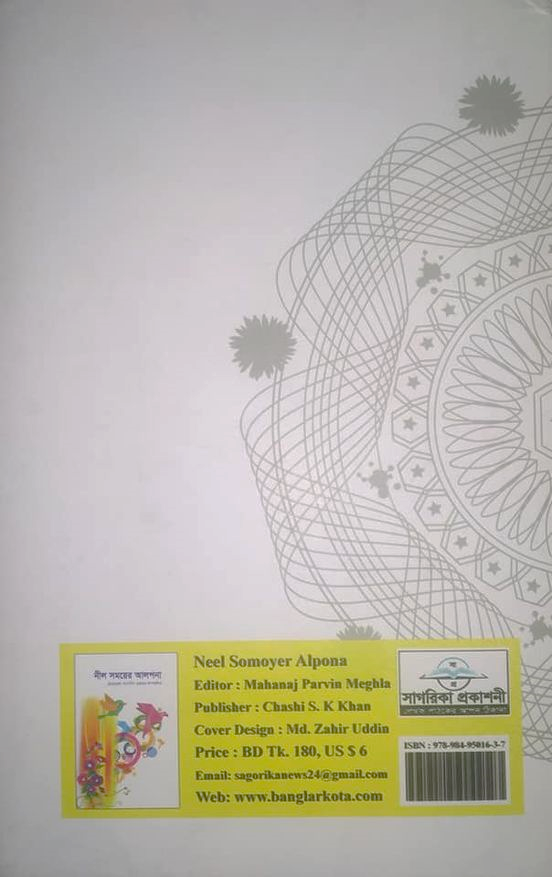 নীল সময়ের আলপনা
Neel Somoyer Alpona
Editor : Mahanaj Parvin Meghla
Publisher : Chashi S. K Khan
Cover Design : Md. Zahir Uddin
Price : BD Tk. 180, US $ 6
Email: sagorikanews24@gmail.com
Web: www.banglarkota.com
সাগরিকা প্রকাশনী
ISBN : 978-984-95016-3-7